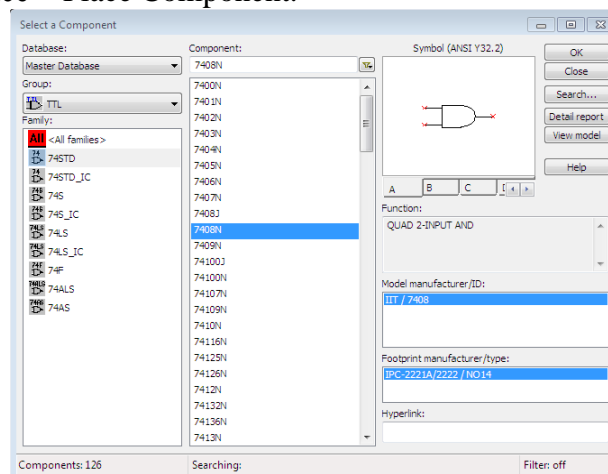 Place Component.
Select a Component
Database:
Master Database
Group:
TTL
Family:
All <All families>
74STD
74STD_IC
74S
74S_IC
74LS
74LS_IC
74F
74ALS
74AS
Component:
7408N
7400N
7401N
7402N
7403N
7404N
7405N
7406N
7407N
7408J
7408N
7409N
74100J
74100N
74107N
74109N
7410N
74116N
74125N
74126N
7412N
74132N
74136N
7413N
Symbol (ANSI Y32.2)
A B C
Function:
QUAD 2-INPUT AND
Model manufacturer/ID:
IIT / 7408
Footprint manufacturer/type:
IPC-2221A/2222 / NO14
Hyperlink:
OK
Close
Search...
Detail report
View model
Help
Components: 126
Searching:
Filter: off